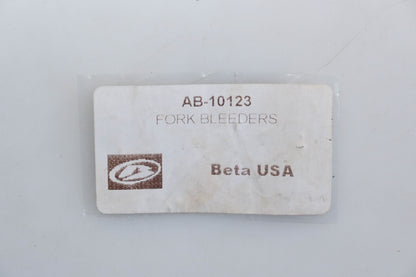 AB-10123
FORK BLEEDERS
Beta USA